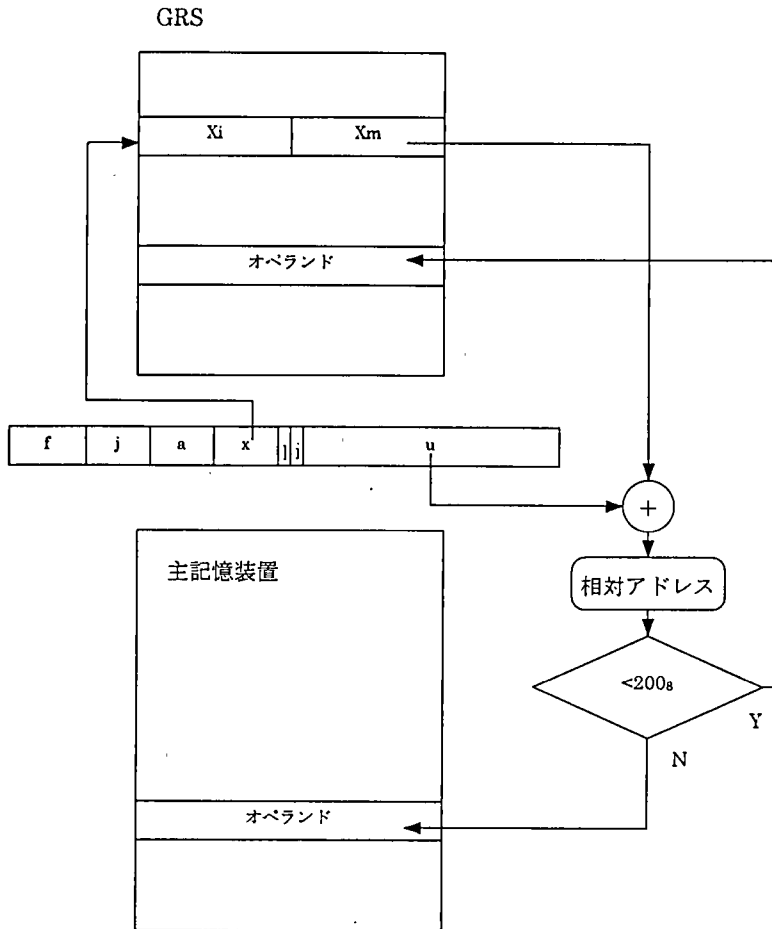 GRS
Xi Xm
オペランド
f j a x ] j u
+
主記憶装置
相対アドレス
<200₈
Y
N
オペランド